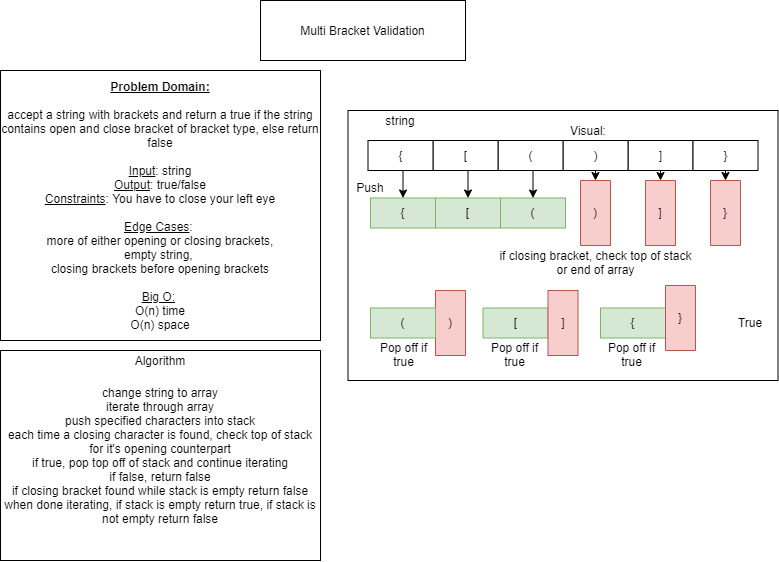 Multi Bracket Validation
Problem Domain:
accept a string with brackets and return a true if the string
contains open and close bracket of bracket type, else return
false
Input: string
Output: true/false
Constraints: You have to close your left eye
Edge Cases:
more of either opening or closing brackets,
empty string,
closing brackets before opening brackets
Big O:
O(n) time
O(n) space
Algorithm
change string to array
iterate through array
push specified characters into stack
each time a closing character is found, check top of stack
for it's opening counterpart
if true, pop top off of stack and continue iterating
if false, return false
if closing bracket found while stack is empty return false
when done iterating, if stack is empty return true, if stack is
not empty return false
string
Visual:
{ [ ( ) ] }
Push
{ [ ( ) ] }
if closing bracket, check top of stack
or end of array
( ) [ ] { } True
Pop off if Pop off if Pop off if
true true true